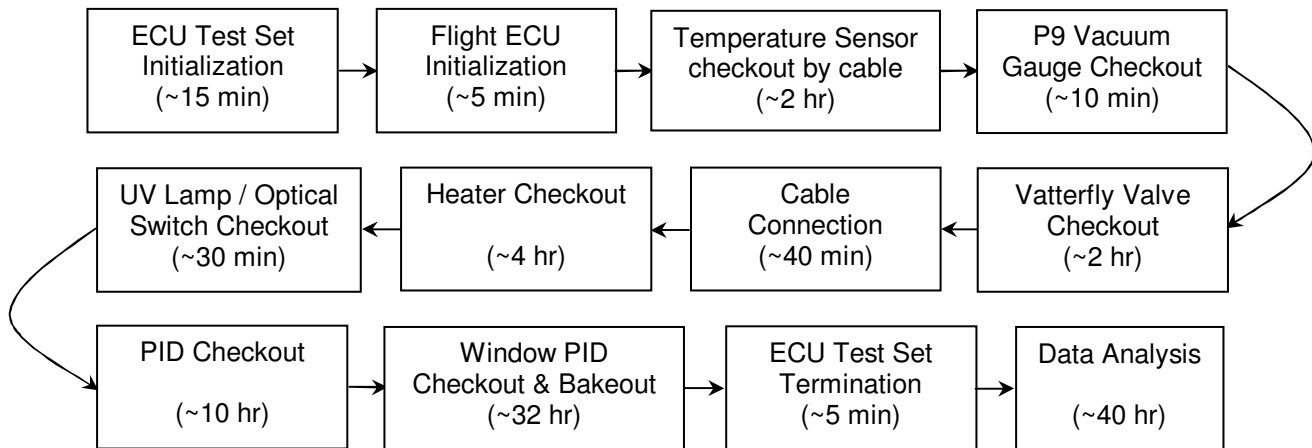 ECU Test Set
Initialization
(~15 min)
Flight ECU
Initialization
(~5 min)
Temperature Sensor
checkout by cable
(~2 hr)
P9 Vacuum
Gauge Checkout
(~10 min)
Vatterfly Valve
Checkout
(~2 hr)
Cable
Connection
(~40 min)
Heater Checkout
(~4 hr)
UV Lamp / Optical
Switch Checkout
(~30 min)
PID Checkout
(~10 hr)
Window PID
Checkout & Bakeout
(~32 hr)
ECU Test Set
Termination
(~5 min)
Data Analysis
(~40 hr)